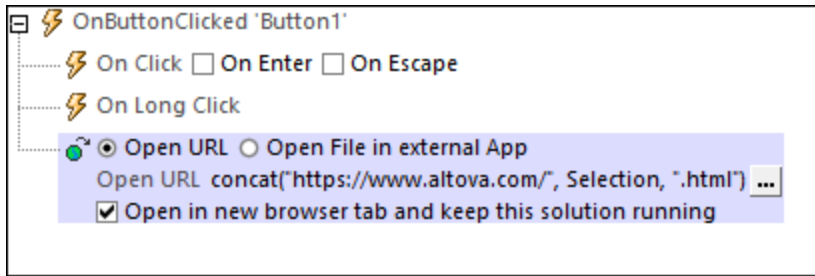 OnButtonClicked 'Button1'
On Click On Enter On Escape
On Long Click
Open URL Open File in external App
Open URL concat("https://www.altova.com/", Selection, ".html") ...
Open in new browser tab and keep this solution running